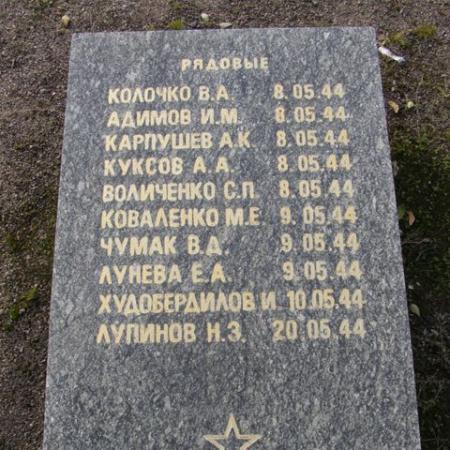 РЯДОВЫЕ
КОЛОЧКО В.А. 8.05.44
АДИМОВ И.М. 8.05.44
КАРПУШЕВ А.К. 8.05.44
КУКСОВ А.А. 8.05.44
ВОЛИЧЕНКО С.П. 8.05.44
КОВАЛЕНКО М.Е 9.05.44
ЧУМАК В.Д. 9.05.44
ЛУНЕВА Е.А. 9.05.44
ХУДОБЕРДИЛОВ И. 10.05.44
ЛУПИНОВ Н.З. 20.05.44